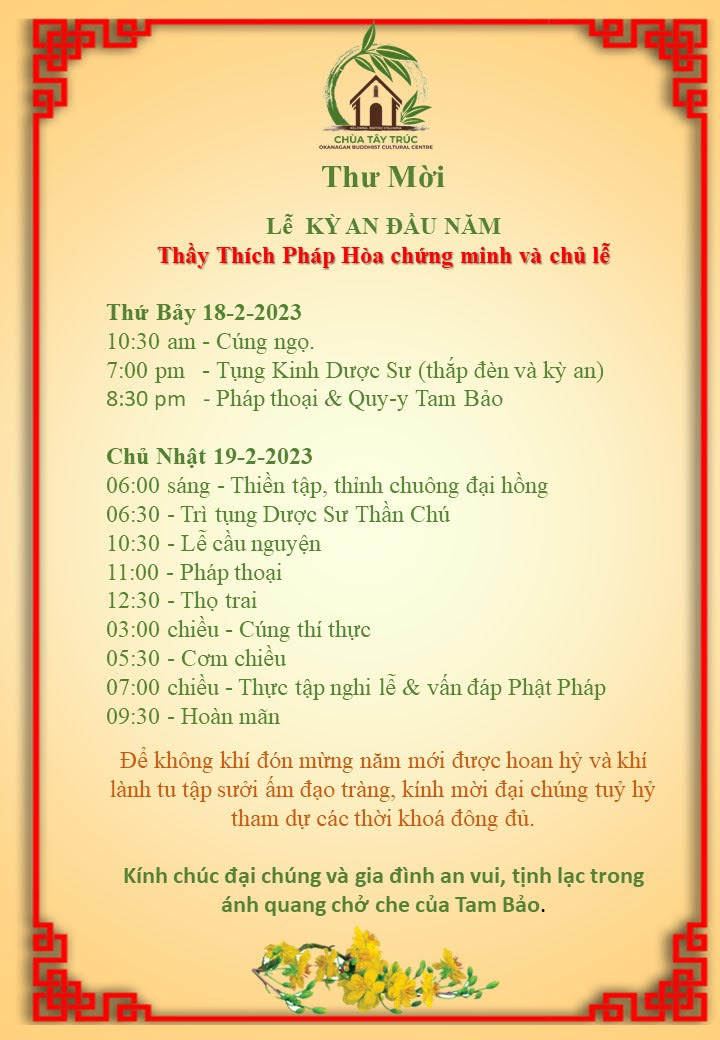 KELOWNA, BRITISH COLUMBIA
CHÙA TÂY TRÚC
OKANAGAN BUDDHIST CULTURAL CENTRE
Thư Mời
Lễ KỲ AN ĐẦU NĂM
Thầy Thích Pháp Hòa chứng minh và chủ lễ
Thứ Bảy 18-2-2023
10:30 am - Cúng ngọ.
7:00 pm - Tụng Kinh Dược Sư (thắp đèn và kỳ an)
8:30 pm - Pháp thoại & Quy-y Tam Bảo
Chủ Nhật 19-2-2023
06:00 sáng - Thiền tập, thỉnh chuông đại hồng
06:30 - Trì tụng Dược Sư Thần Chú
10:30 - Lễ cầu nguyện
11:00 - Pháp thoại
12:30 - Thọ trai
03:00 chiều - Cúng thí thực
05:30 - Cơm chiều
07:00 chiều - Thực tập nghi lễ & vấn đáp Phật Pháp
09:30 - Hoàn mãn
Để không khí đón mừng năm mới được hoan hỷ và khí
lành tu tập sưởi ấm đạo tràng, kính mời đại chúng tuỷ hỷ
tham dự các thời khoá đông đủ.
Kính chúc đại chúng và gia đình an vui, tịnh lạc trong
ánh quang chở che của Tam Bảo.